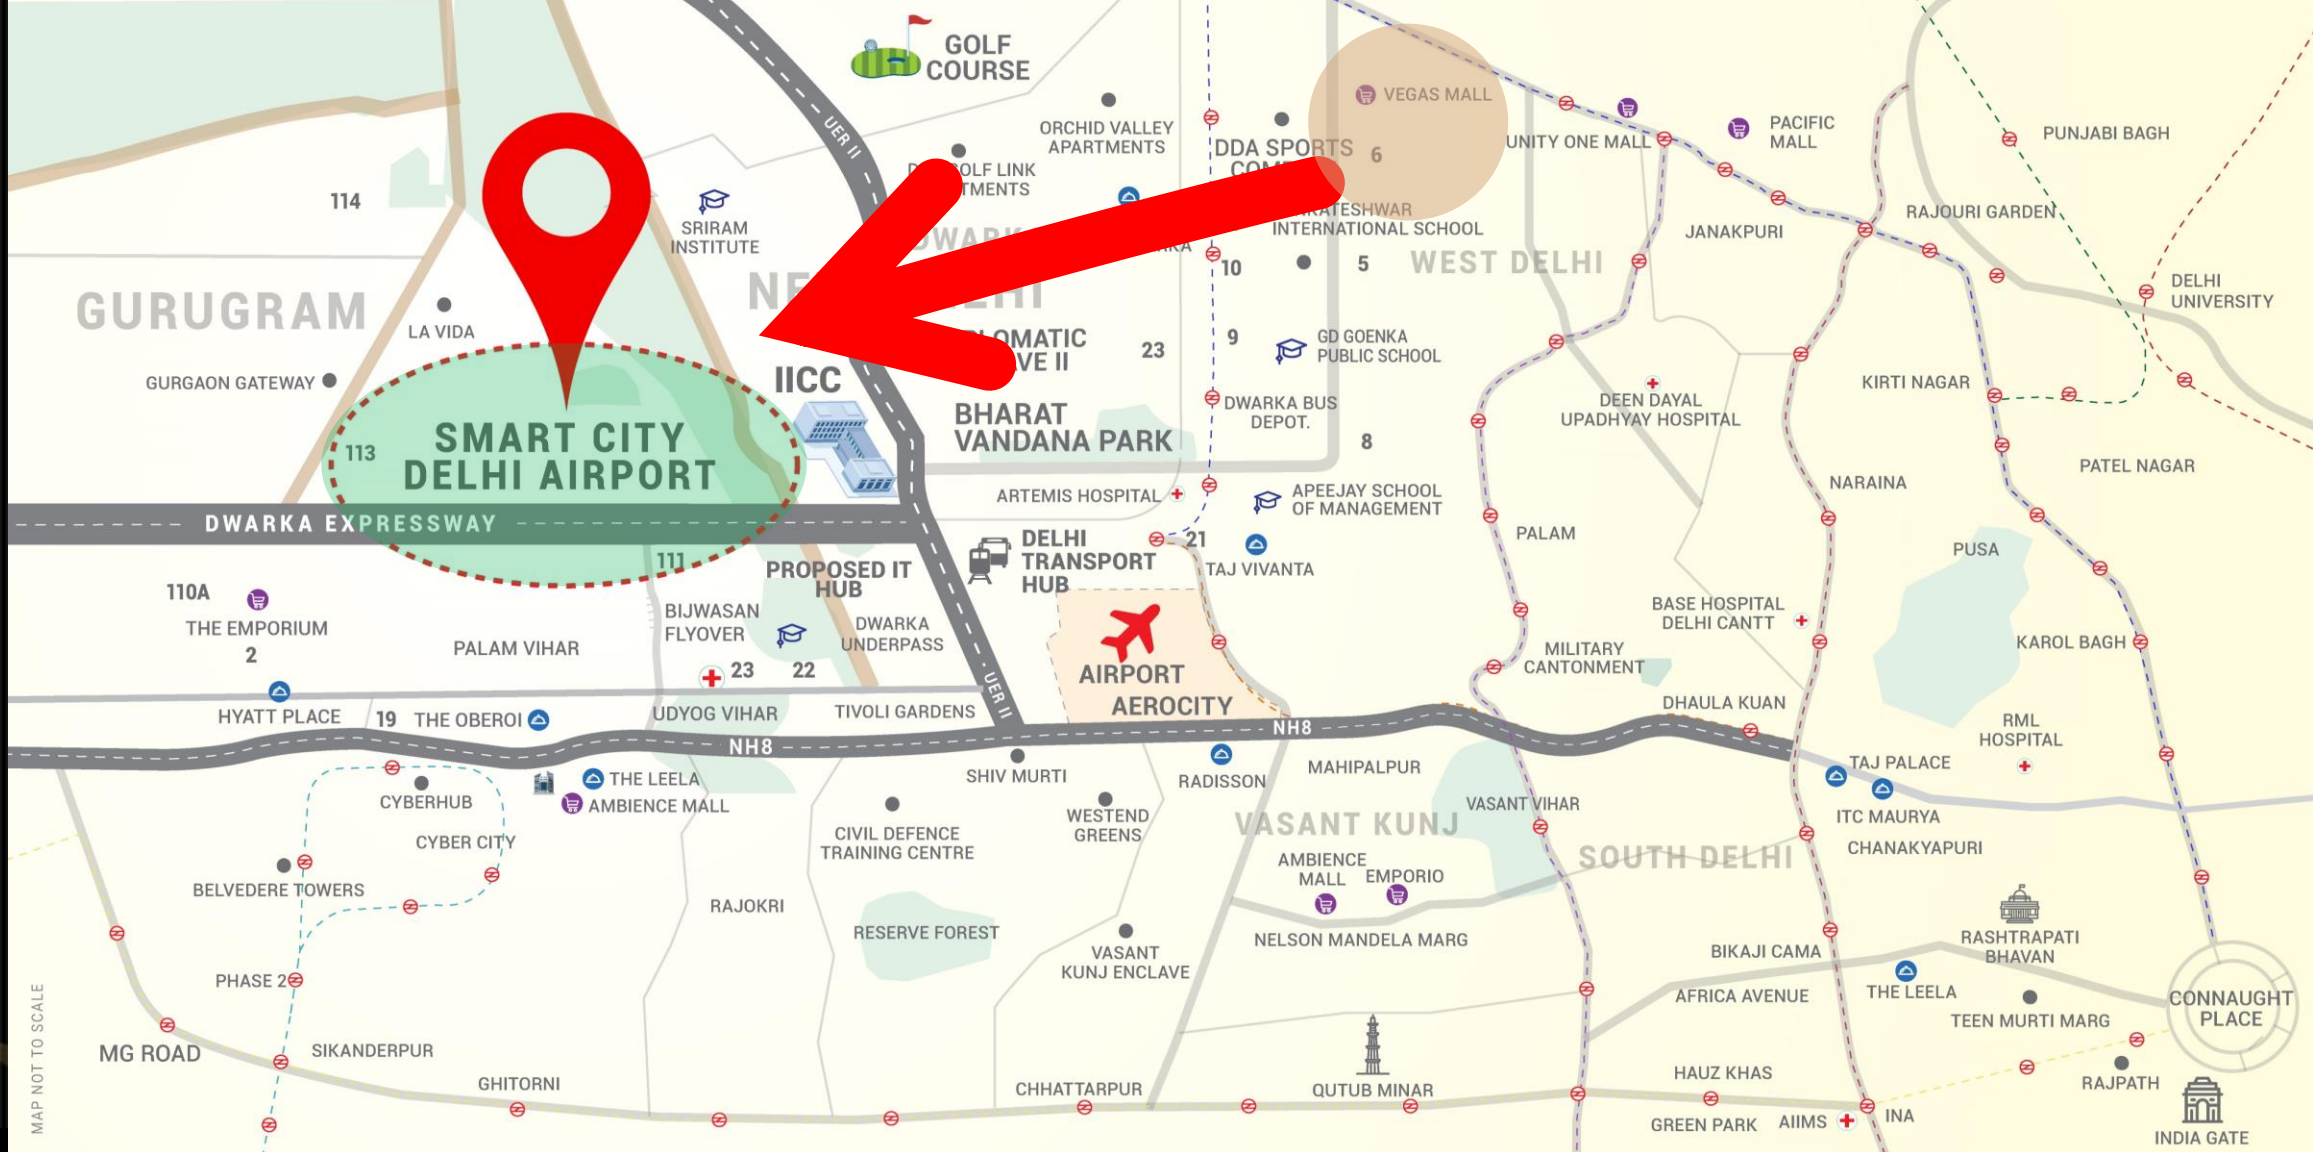 GOLF
COURSE
UER II
ORCHID VALLEY
APARTMENTS
VEGAS MALL
DDA SPORTS
6
UNITY ONE MALL
PACIFIC
MALL
PUNJABI BAGH
GOLF LINK
114
SRIRAM
INSTITUTE
INTERNATIONAL SCHOOL
JANAKPURI
RAJOURI GARDEN
WEST DELHI
10
5
GURUGRAM
LA VIDA
DELHI
UNIVERSITY
23
9
GD GOENKA
PUBLIC SCHOOL
GURGAON GATEWAY
IICC
KIRTI NAGAR
DEEN DAYAL
UPADHYAY HOSPITAL
BHARAT
VANDANA PARK
DWARKA BUS
DEPOT.
8
113
SMART CITY
DELHI AIRPORT
PATEL NAGAR
NARAINA
ARTEMIS HOSPITAL
APEEJAY SCHOOL
OF MANAGEMENT
DWARKA EXPRESSWAY
PALAM
DELHI
TRANSPORT
HUB
21
TAJ VIVANTA
PUSA
111
PROPOSED IT
HUB
110A
THE EMPORIUM
2
BIJWASAN
FLYOVER
DWARKA
UNDERPASS
PALAM VIHAR
23
22
AIRPORT
AEROCITY
BASE HOSPITAL
DELHI CANTT
MILITARY
CANTONMENT
KAROL BAGH
DHAULA KUAN
UER II
HYATT PLACE
19
THE OBEROI
UDYOG VIHAR
TIVOLI GARDENS
NH8
NH8
RML
HOSPITAL
THE LEELA
AMBIENCE MALL
SHIV MURTI
RADISSON
MAHIPALPUR
TAJ PALACE
CYBERHUB
CYBER CITY
CIVIL DEFENCE
TRAINING CENTRE
WESTEND
GREENS
VASANT KUNJ
VASANT VIHAR
ITC MAURYA
CHANAKYAPURI
SOUTH DELHI
AMBIENCE
MALL
EMPORIO
BELVEDERE TOWERS
RAJOKRI
RESERVE FOREST
VASANT
KUNJ ENCLAVE
NELSON MANDELA MARG
BIKAJI CAMA
RASHTRAPATI
BHAVAN
PHASE 2
AFRICA AVENUE
THE LEELA
TEEN MURTI MARG
CONNAUGHT
PLACE
MAP NOT TO SCALE
MG ROAD
SIKANDERPUR
GHITORNI
CHHATTARPUR
QUTUB MINAR
HAUZ KHAS
GREEN PARK
AIIMS
INA
RAJPATH
INDIA GATE